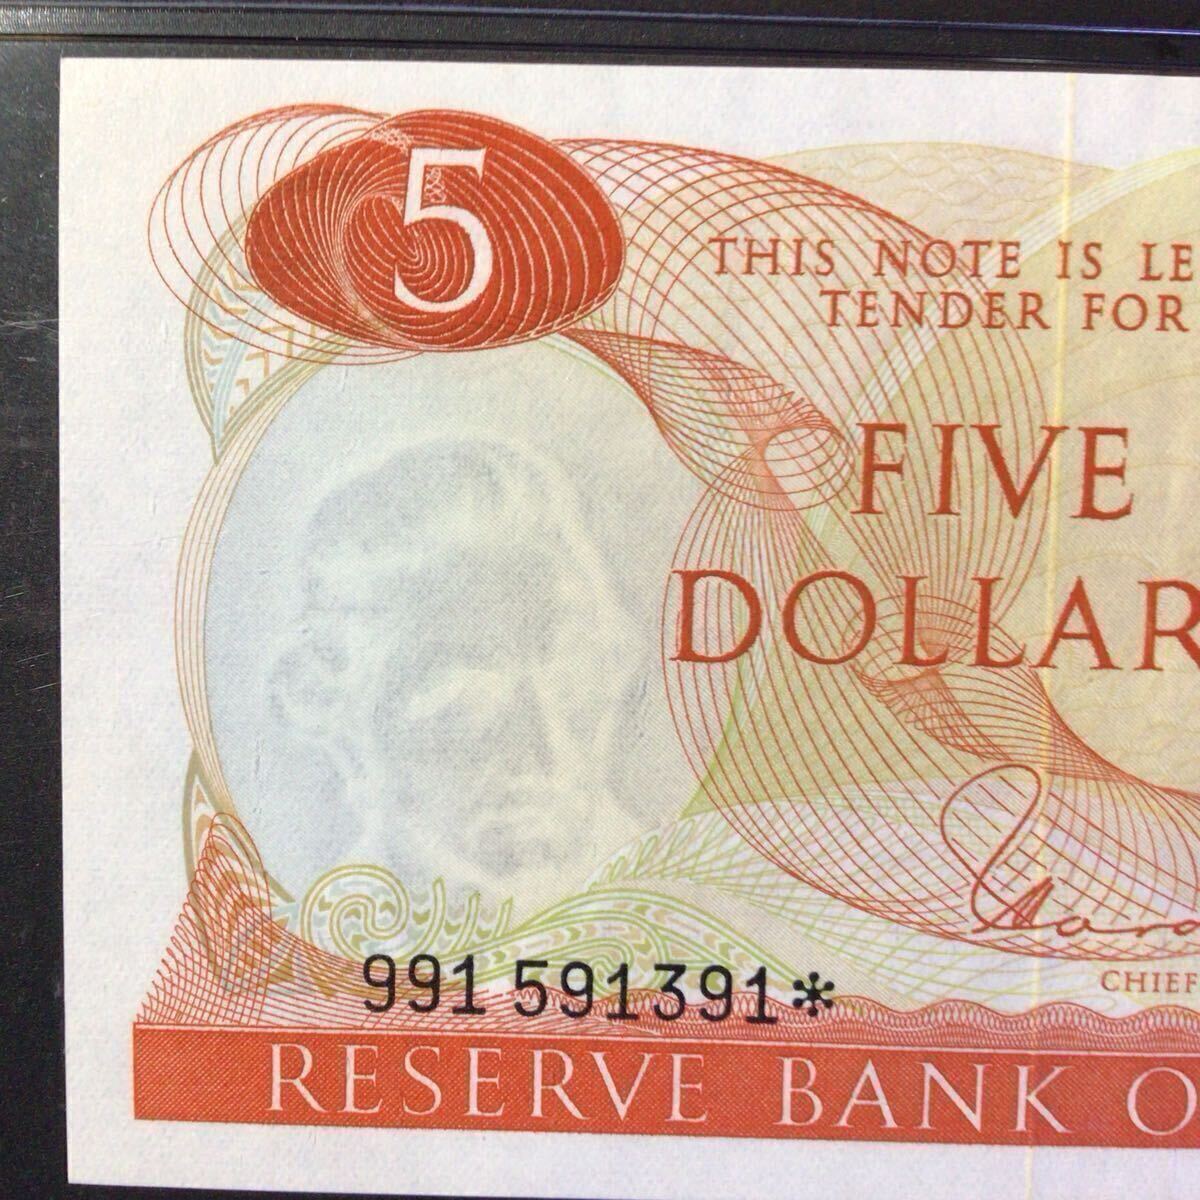 5
THIS NOTE IS LE
TENDER FOR
FIVE
DOLLAR
CHIEF
991 591391*
RESERVE BANK O